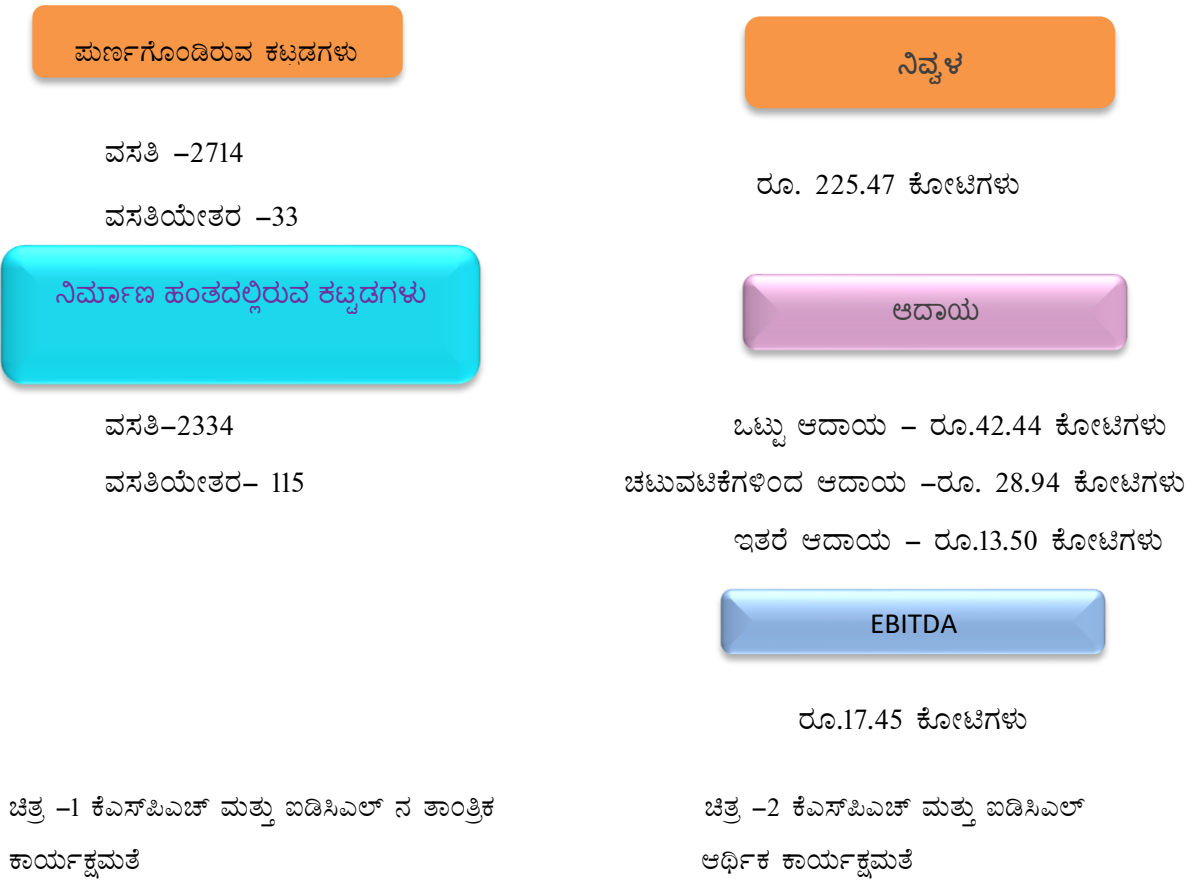 ಪುರ್ಣಗೊಂಡಿರುವ ಕಟ್ಟಡಗಳು
ವಸತಿ –2714
ವಸತಿಯೇತರ –33
ನಿರ್ಮಾಣ ಹಂತದಲ್ಲಿರುವ ಕಟ್ಟಡಗಳು
ವಸತಿ–2334
ವಸತಿಯೇತರ– 115
ಚಿತ್ರ –1 ಕೆಎಸ್‌ಪಿಎಚ್ ಮತ್ತು ಐಡಿಸಿಎಲ್ ನ ತಾಂತ್ರಿಕ
ಕಾರ್ಯಕ್ಷಮತೆ
ನಿವ್ವಳ
ರೂ. 225.47 ಕೋಟಿಗಳು
ಆದಾಯ
ಒಟ್ಟು ಆದಾಯ – ರೂ.42.44 ಕೋಟಿಗಳು
ಚಟುವಟಿಕೆಗಳಿಂದ ಆದಾಯ –ರೂ. 28.94 ಕೋಟಿಗಳು
ಇತರೆ ಆದಾಯ – ರೂ.13.50 ಕೋಟಿಗಳು
EBITDA
ರೂ.17.45 ಕೋಟಿಗಳು
ಚಿತ್ರ –2 ಕೆಎಸ್‌ಪಿಎಚ್ ಮತ್ತು ಐಡಿಸಿಎಲ್
ಆರ್ಥಿಕ ಕಾರ್ಯಕ್ಷಮತೆ